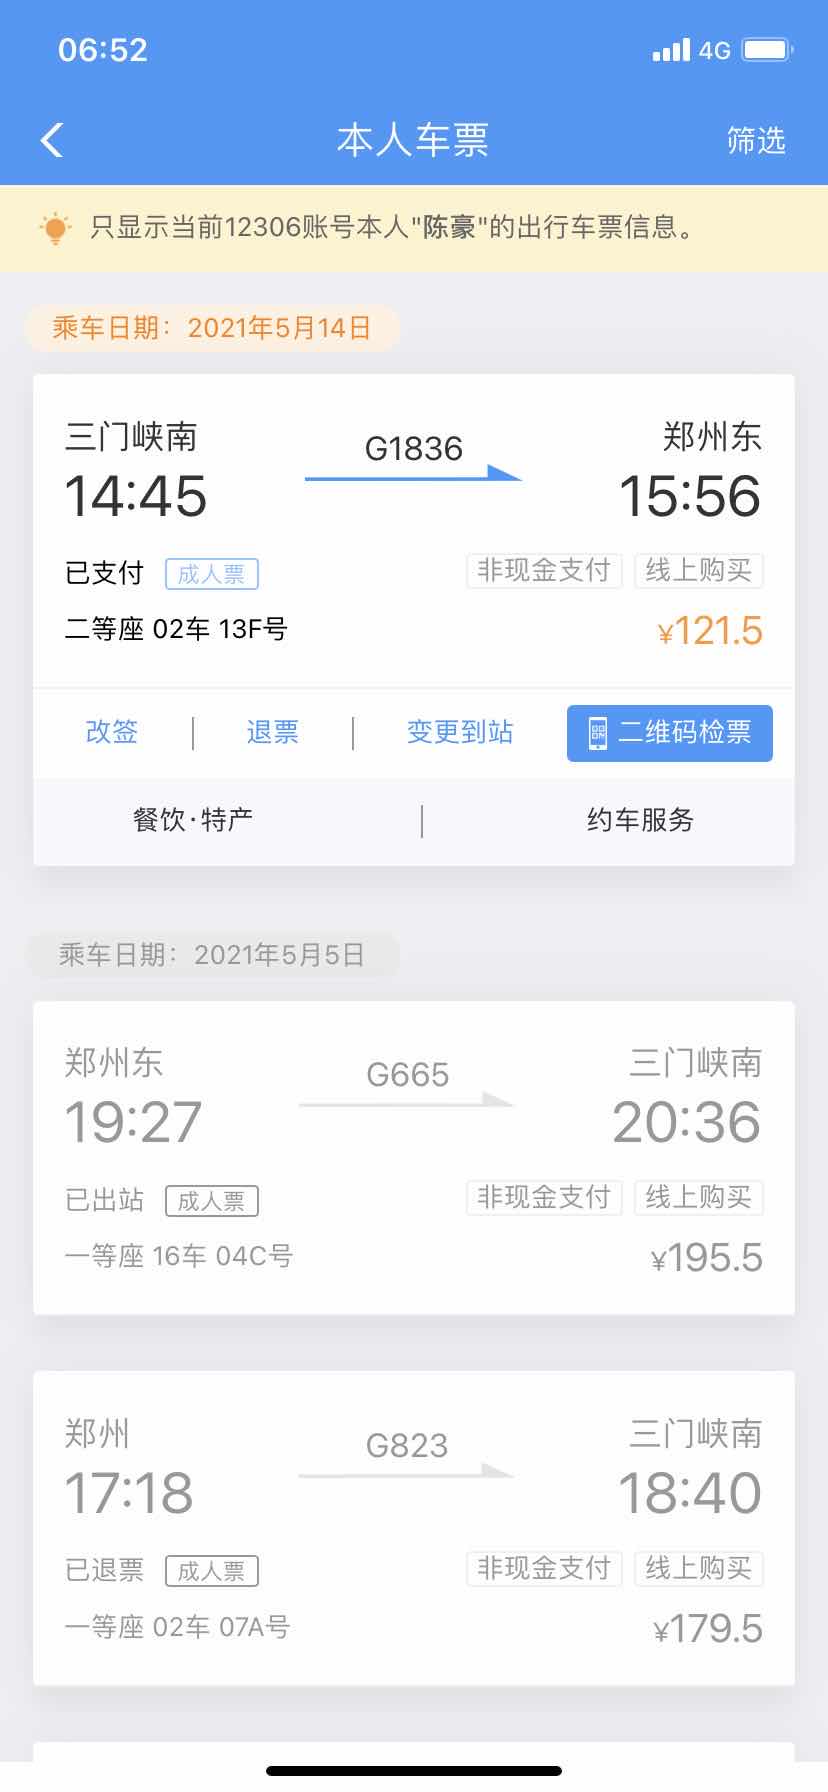 06:52 4G
本人车票 筛选
只显示当前12306账号本人"陈豪"的出行车票信息。
乘车日期：2021年5月14日
三门峡南 G1836 郑州东
14:45 15:56
已支付 成人票 非现金支付 线上购买
二等座 02车 13F号 ¥121.5
改签 退票 变更到站 二维码检票
餐饮·特产 约车服务
乘车日期：2021年5月5日
郑州东 G665 三门峡南
19:27 20:36
已出站 成人票 非现金支付 线上购买
一等座 16车 04C号 ¥195.5
郑州 G823 三门峡南
17:18 18:40
已退票 成人票 非现金支付 线上购买
一等座 02车 07A号 ¥179.5